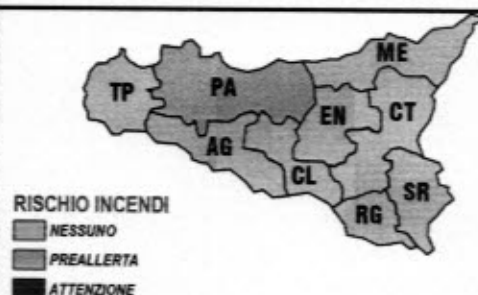 ME
TP
PA
EN
CT
AG
CL
SR
RG
RISCHIO INCENDI
NESSUNO
PREALLERTA
ATTENZIONE